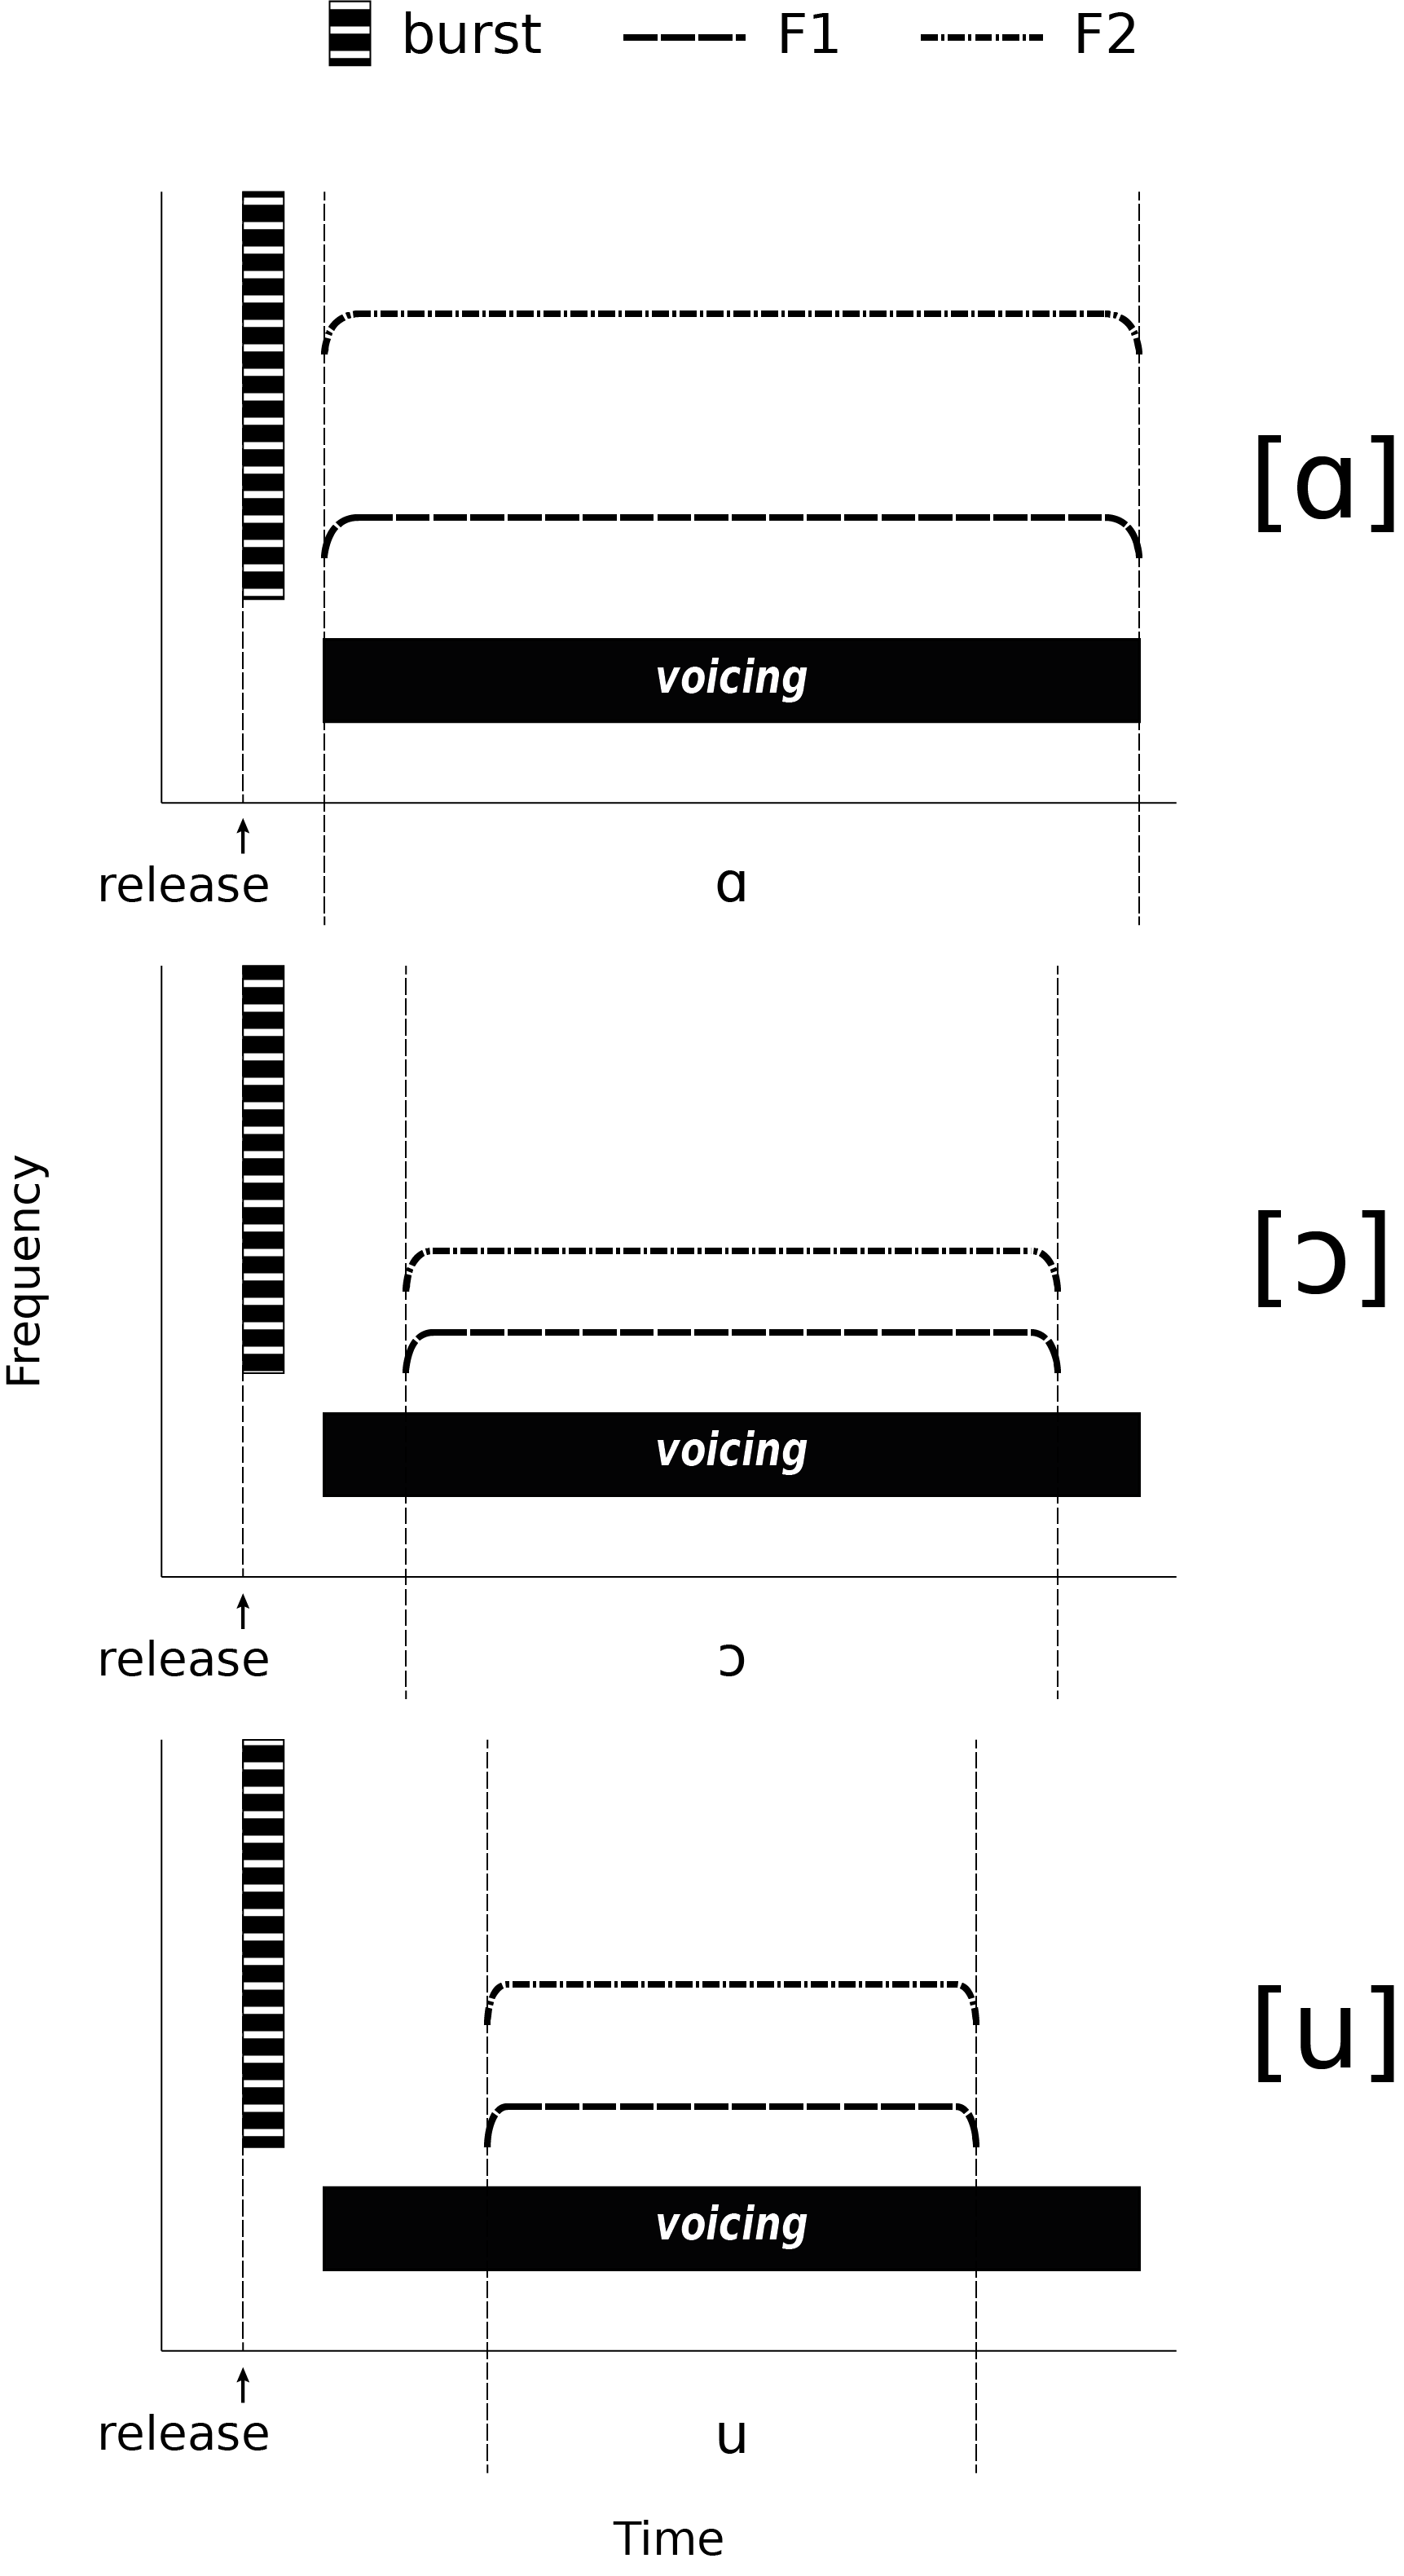 burst F1 F2
[ɑ]
voicing
release ɑ
Frequency
[ɔ]
voicing
release ɔ
[u]
voicing
release u
Time